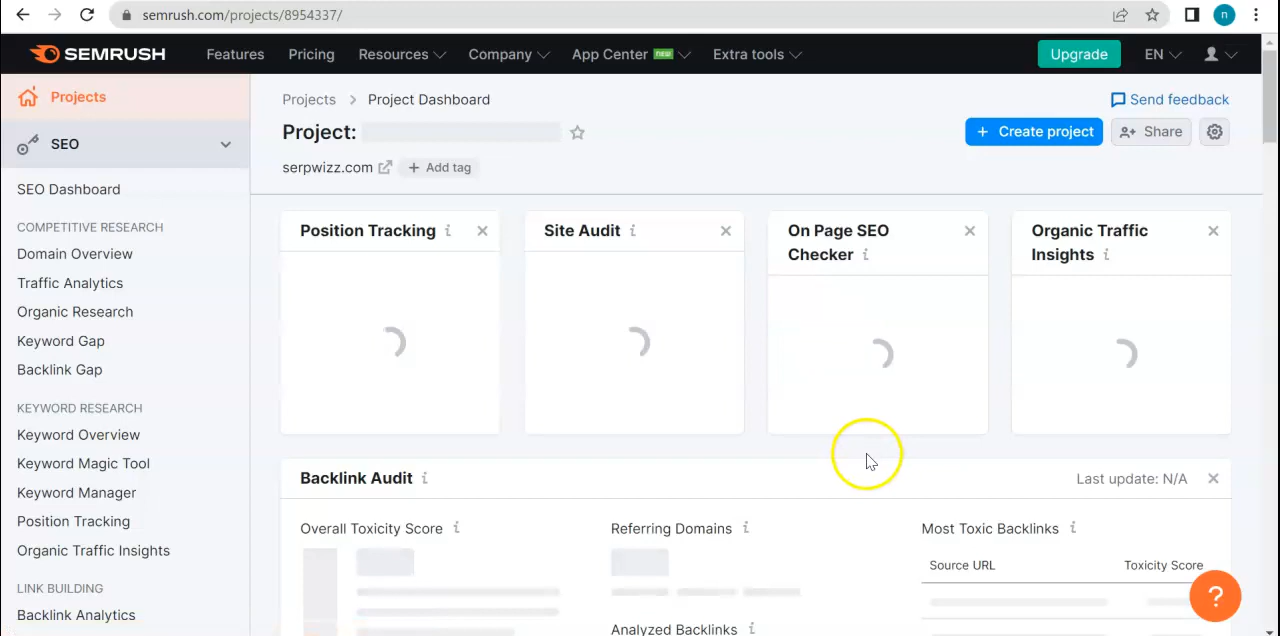 semrush.com/projects/8954337/
n
SEMRUSH
Features Pricing Resources Company App Center NEW Extra tools
Upgrade EN
Projects
SEO
SEO Dashboard
COMPETITIVE RESEARCH
Domain Overview
Traffic Analytics
Organic Research
Keyword Gap
Backlink Gap
KEYWORD RESEARCH
Keyword Overview
Keyword Magic Tool
Keyword Manager
Position Tracking
Organic Traffic Insights
LINK BUILDING
Backlink Analytics
Projects > Project Dashboard
Send feedback
Project:
+ Create project
Share
serpwizz.com
+ Add tag
Position Tracking i
Site Audit i
On Page SEO
Checker i
Organic Traffic
Insights i
Backlink Audit i
Last update: N/A
Overall Toxicity Score i
Referring Domains i
Analyzed Backlinks i
Most Toxic Backlinks i
Source URL Toxicity Score
?